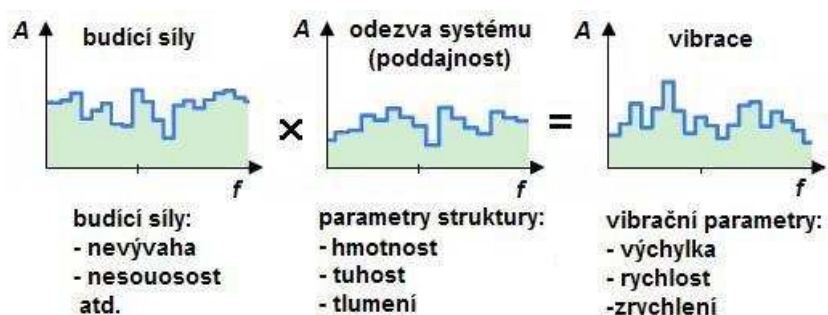 A budící síly
A odezva systému
(poddajnost)
A vibrace
×
=
f
f
f
budící síly:
- nevývaha
- nesouosost
atd.
parametry struktury:
- hmotnost
- tuhost
- tlumení
vibrační parametry:
- výchylka
- rychlost
-zrychlení